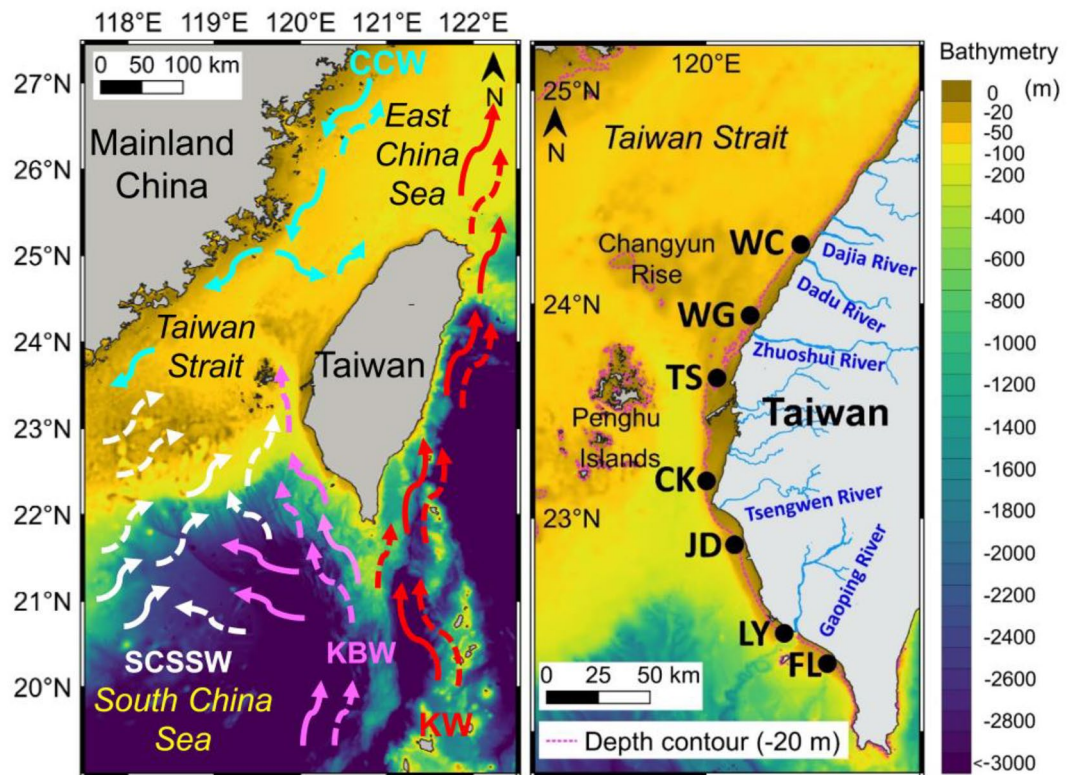 118°E 119°E 120°E 121°E 122°E
27°N
26°N
25°N
24°N
23°N
22°N
21°N
20°N
0 50 100 km
CCW
N
Mainland
China
East
China
Sea
Taiwan
Strait
Taiwan
SCSSW
South China
Sea
KBW
KW
120°E
25°N
24°N
23°N
N
Taiwan Strait
Changyun
Rise
WC
Dajia River
Dadu River
WG
Zhuoshui River
TS
Taiwan
Penghu
Islands
CK
Tsengwen River
JD
Gaoping River
LY
FL
0 25 50 km
Depth contour (-20 m)
Bathymetry
(m)
0
-20
-50
-100
-200
-400
-600
-800
-1000
-1200
-1400
-1600
-1800
-2000
-2200
-2400
-2600
-2800
<-3000